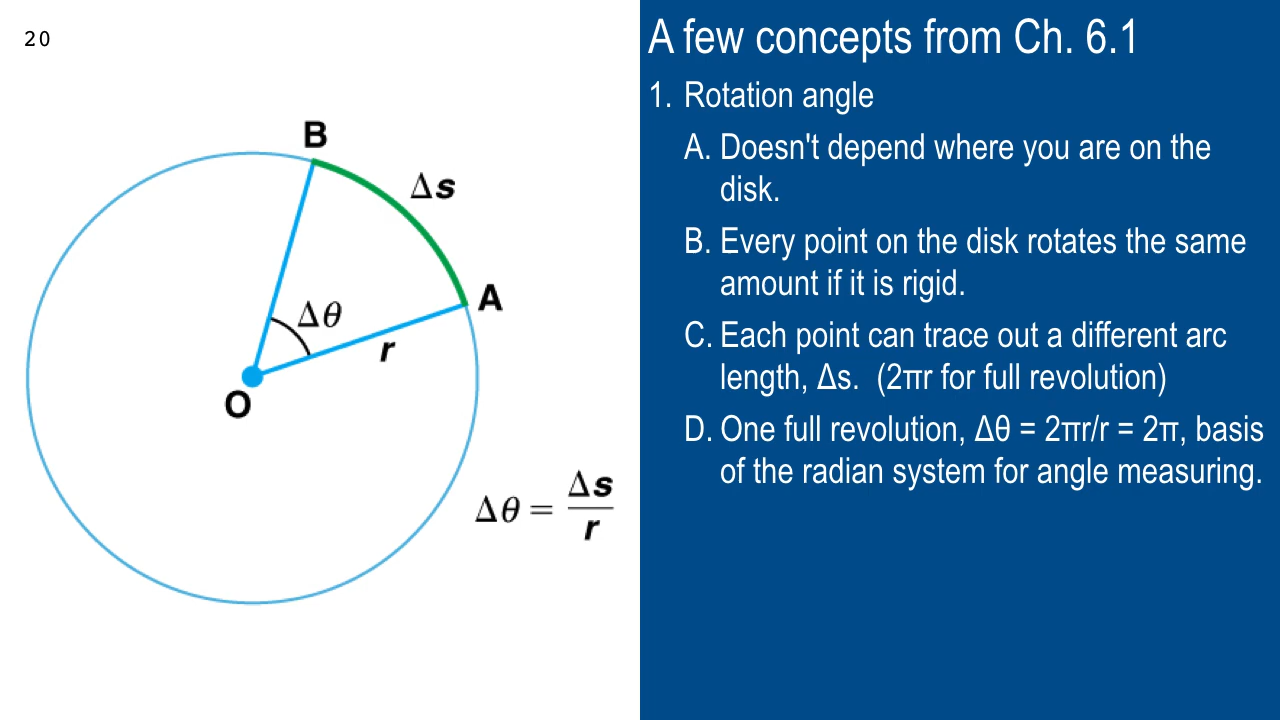 20
B
Δs
A
Δθ
r
O
Δθ = Δs/r
A few concepts from Ch. 6.1
1. Rotation angle
A. Doesn't depend where you are on the
disk.
B. Every point on the disk rotates the same
amount if it is rigid.
C. Each point can trace out a different arc
length, Δs.  (2πr for full revolution)
D. One full revolution, Δθ = 2πr/r = 2π, basis
of the radian system for angle measuring.